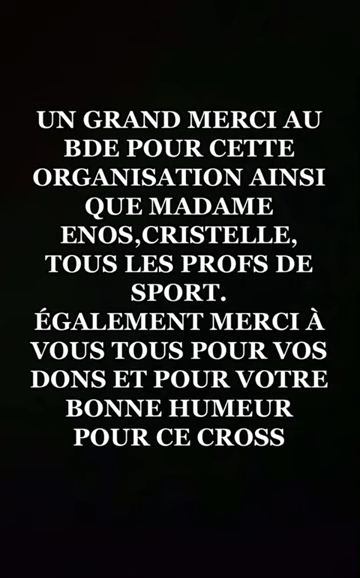 UN GRAND MERCI AU
BDE POUR CETTE
ORGANISATION AINSI
QUE MADAME
ENOS,CRISTELLE,
TOUS LES PROFS DE
SPORT.
ÉGALEMENT MERCI À
VOUS TOUS POUR VOS
DONS ET POUR VOTRE
BONNE HUMEUR
POUR CE CROSS